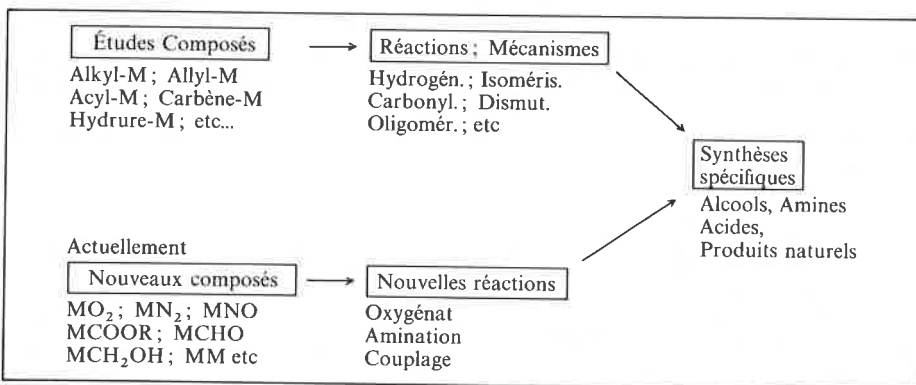 Études Composés
Alkyl-M ; Allyl-M
Acyl-M ; Carbène-M
Hydrure-M ; etc...
Réactions ; Mécanismes
Hydrogén. ; Isoméris.
Carbonyl. ; Dismut.
Oligomér. ; etc
Synthèses
spécifiques
Alcools, Amines
Acides,
Produits naturels
Actuellement
Nouveaux composés
MO₂ ; MN₂ ; MNO
MCOOR ; MCHO
MCH₂OH ; MM etc
Nouvelles réactions
Oxygénat
Amination
Couplage